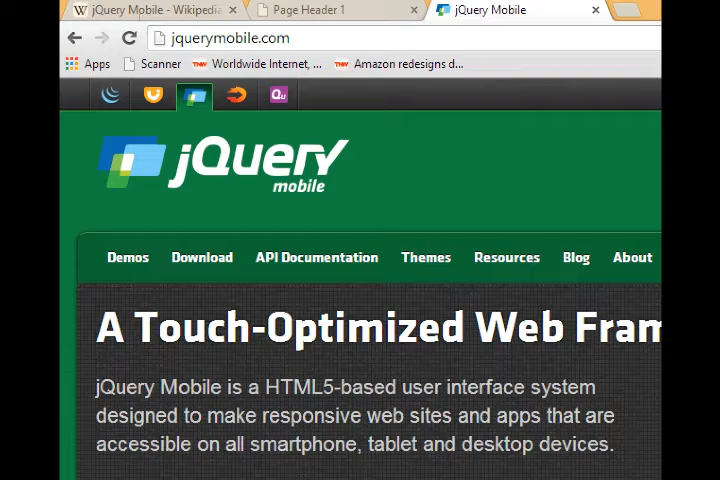 jQuery Mobile - Wikipedia
Page Header 1
jQuery Mobile
jquerymobile.com
Apps
Scanner
Worldwide Internet, ...
Amazon redesigns d...
jQuery
mobile
Demos
Download
API Documentation
Themes
Resources
Blog
About
A Touch-Optimized Web Fram
jQuery Mobile is a HTML5-based user interface system
designed to make responsive web sites and apps that are
accessible on all smartphone, tablet and desktop devices.